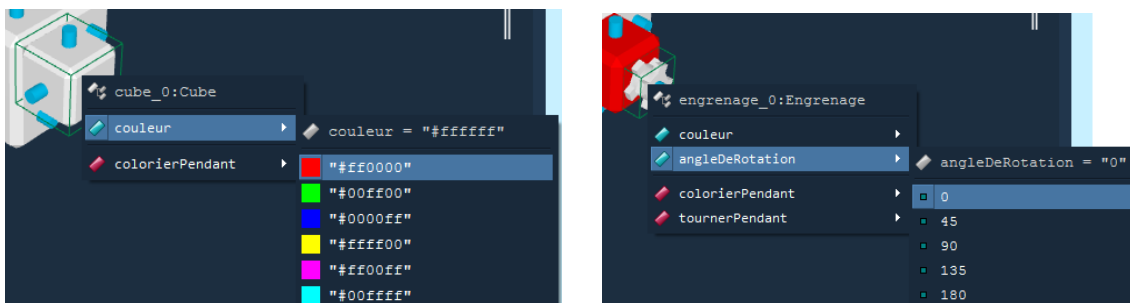 cube_0:Cube
couleur
couleur = "#ffffff"
colorierPendant
"#ff0000"
"#00ff00"
"#0000ff"
"#ffff00"
"#ff00ff"
"#00ffff"
engrenage_0:Engrenage
couleur
angleDeRotation
angleDeRotation = "0"
colorierPendant
tournerPendant
0
45
90
135
180